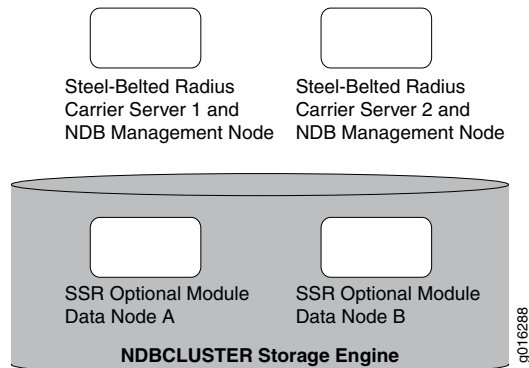 Steel-Belted Radius
Carrier Server 1 and
NDB Management Node
Steel-Belted Radius
Carrier Server 2 and
NDB Management Node
SSR Optional Module
Data Node A
SSR Optional Module
Data Node B
NDBCLUSTER Storage Engine
g016288